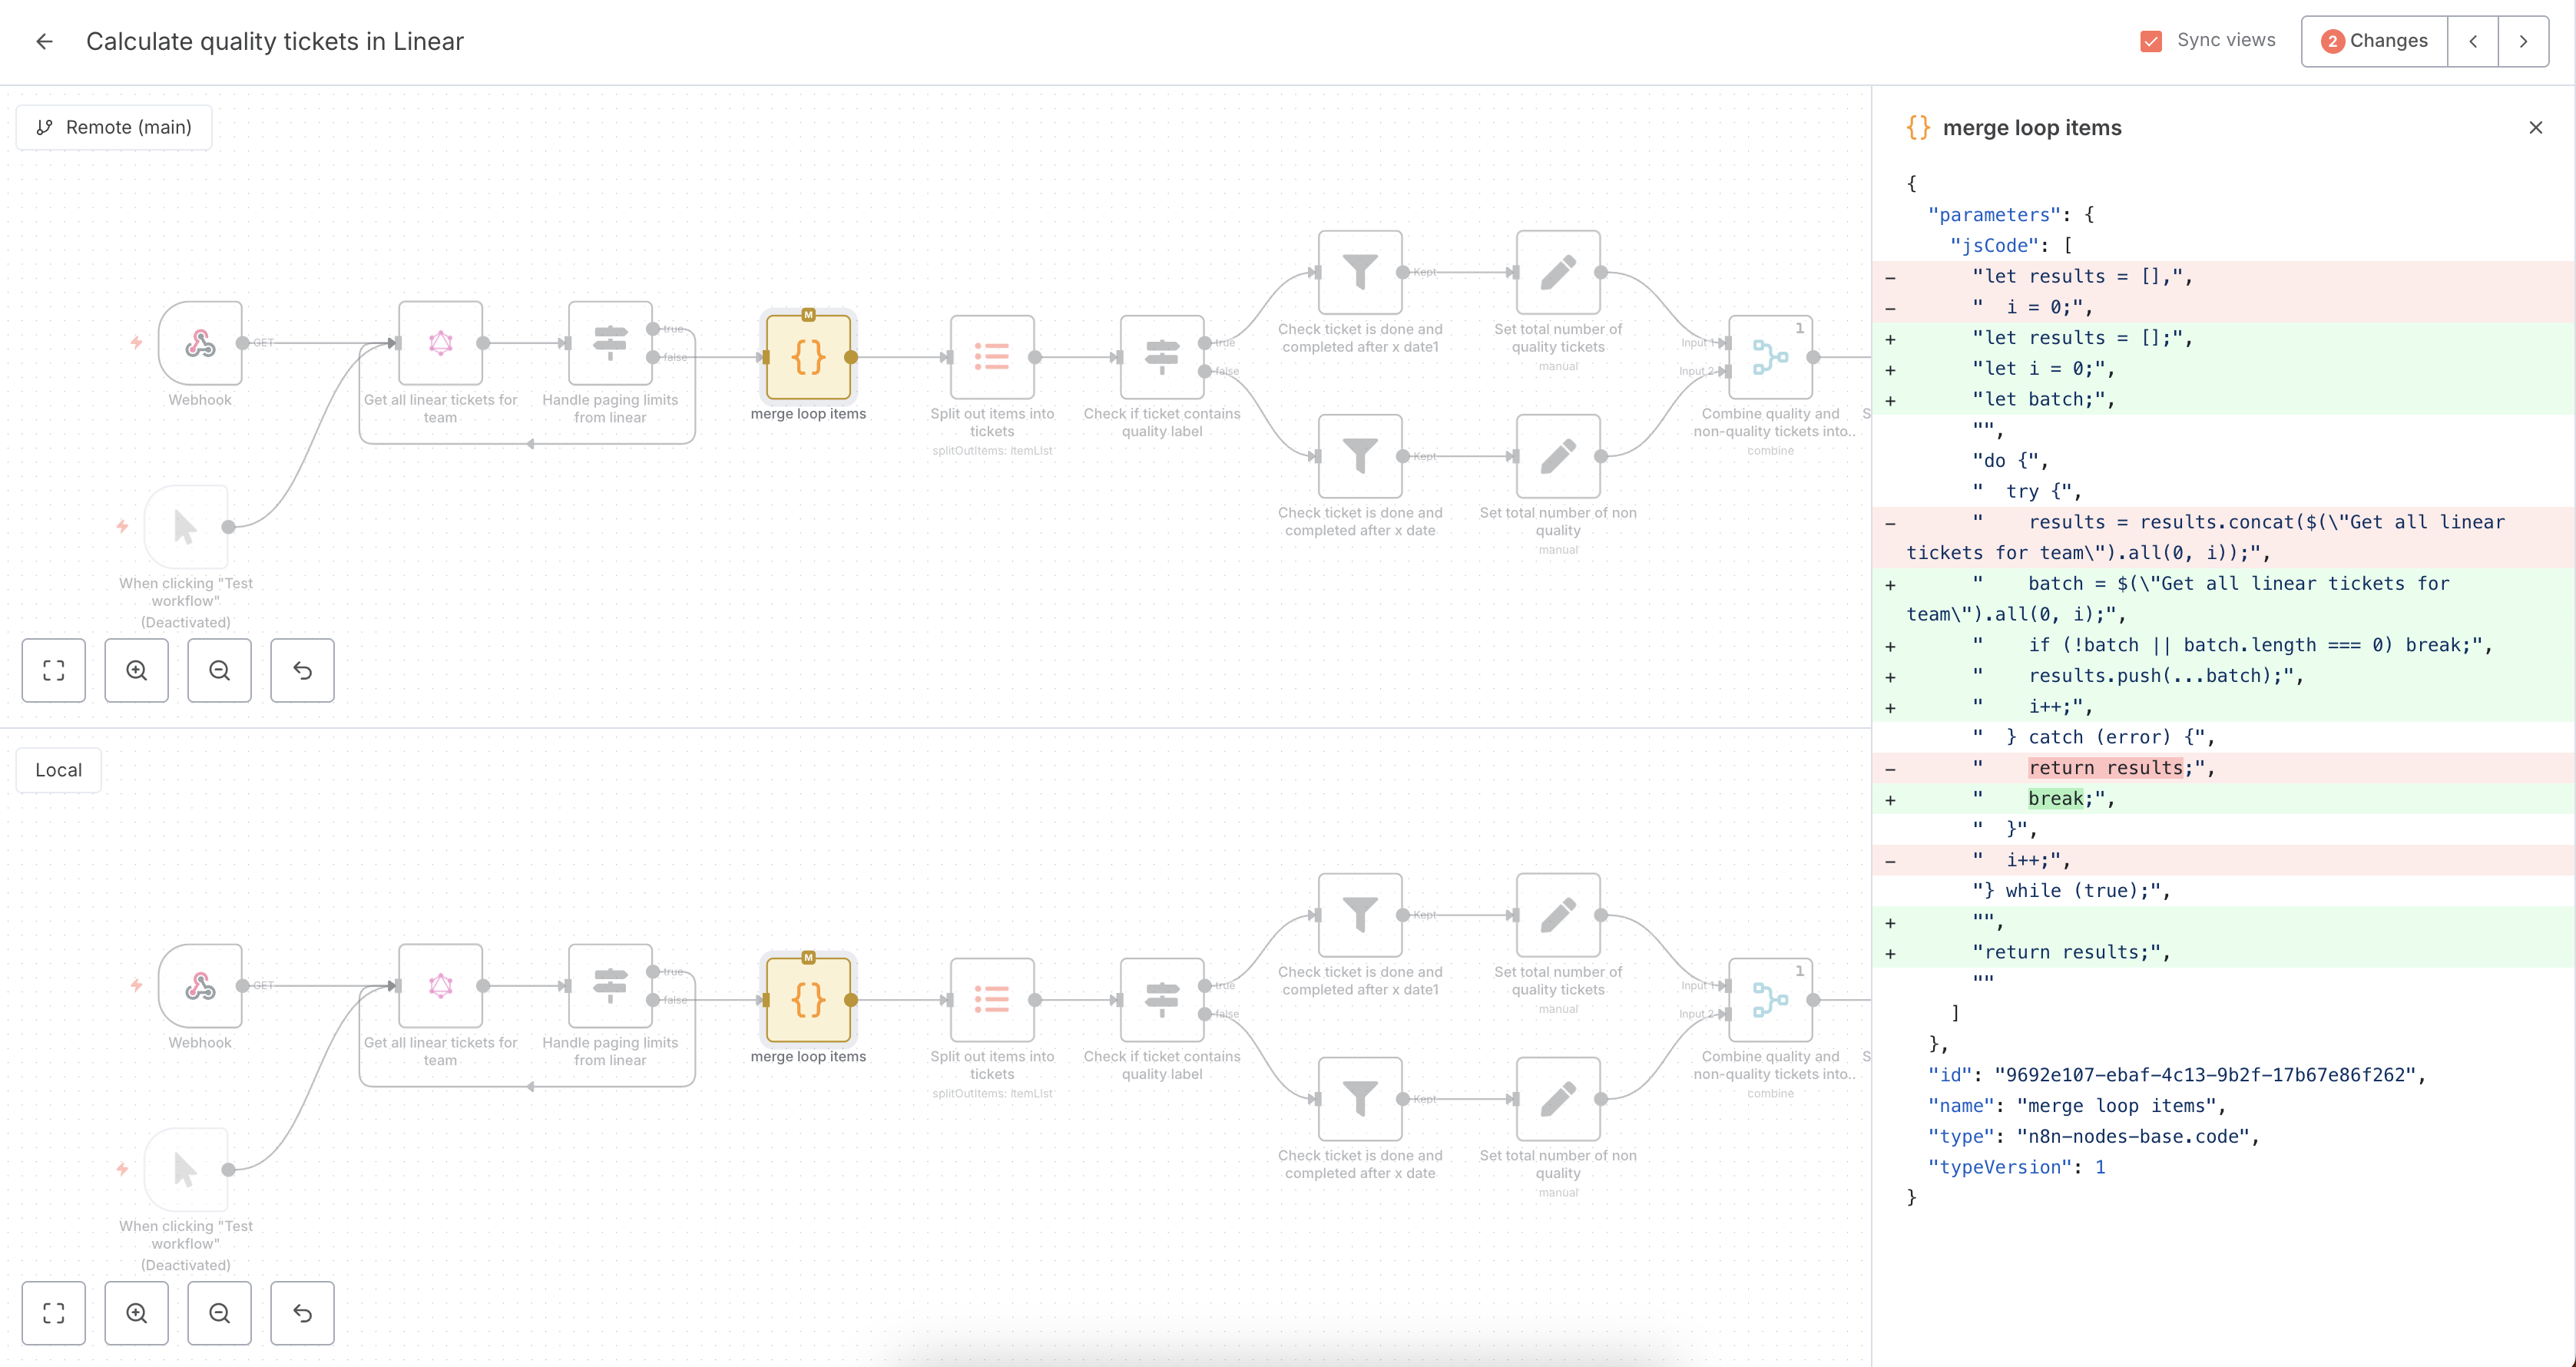 Calculate quality tickets in Linear
Sync views
2 Changes
Remote (main)
Webhook
GET
Get all linear tickets for
team
Handle paging limits
from linear
true
false
M
merge loop items
Split out items into
tickets
splitOutItems: itemList
Check if ticket contains
quality label
true
false
Check ticket is done and
completed after x date1
Kept
Set total number of
quality tickets
manual
Check ticket is done and
completed after x date
Kept
Set total number of non
quality
manual
Input 1
Input 2
1
Combine quality and
non-quality tickets into..
combine
S
When clicking "Test
workflow"
(Deactivated)
Local
Webhook
GET
Get all linear tickets for
team
Handle paging limits
from linear
true
false
M
merge loop items
Split out items into
tickets
splitOutItems: itemList
Check if ticket contains
quality label
true
false
Check ticket is done and
completed after x date1
Kept
Set total number of
quality tickets
manual
Check ticket is done and
completed after x date
Kept
Set total number of non
quality
manual
Input 1
Input 2
1
Combine quality and
non-quality tickets into..
combine
S
When clicking "Test
workflow"
(Deactivated)
{} merge loop items
{
"parameters": {
"jsCode": [
- "let results = [],",
- "  i = 0;",
+ "let results = [];",
+ "let i = 0;",
+ "let batch;",
"",
"do {",
"  try {",
- "    results = results.concat($(\"Get all linear
tickets for team\").all(0, i));",
+ "    batch = $(\"Get all linear tickets for
team\").all(0, i);",
+ "    if (!batch || batch.length === 0) break;",
+ "    results.push(...batch);",
+ "    i++;",
"  } catch (error) {",
- "    return results;",
+ "    break;",
"  }",
- "  i++;",
"} while (true);",
+ "",
+ "return results;",
""
]
},
"id": "9692e107-ebaf-4c13-9b2f-17b67e86f262",
"name": "merge loop items",
"type": "n8n-nodes-base.code",
"typeVersion": 1
}